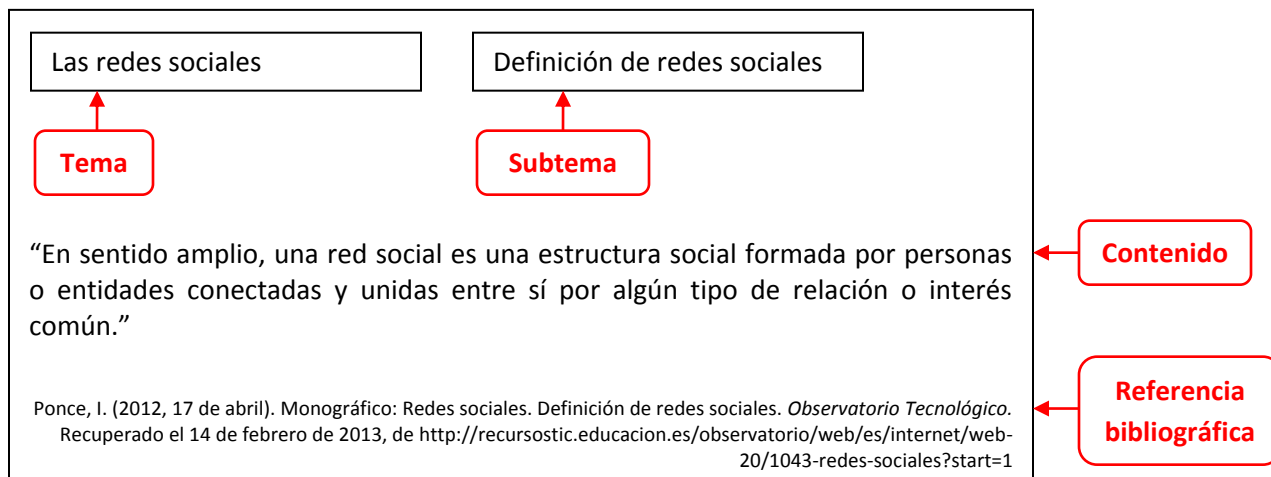 Las redes sociales
Definición de redes sociales
Tema
Subtema
“En sentido amplio, una red social es una estructura social formada por personas
o entidades conectadas y unidas entre sí por algún tipo de relación o interés
común.”
Contenido
Ponce, I. (2012, 17 de abril). Monográfico: Redes sociales. Definición de redes sociales. Observatorio Tecnológico.
Recuperado el 14 de febrero de 2013, de http://recursostic.educacion.es/observatorio/web/es/internet/web-
20/1043-redes-sociales?start=1
Referencia
bibliográfica